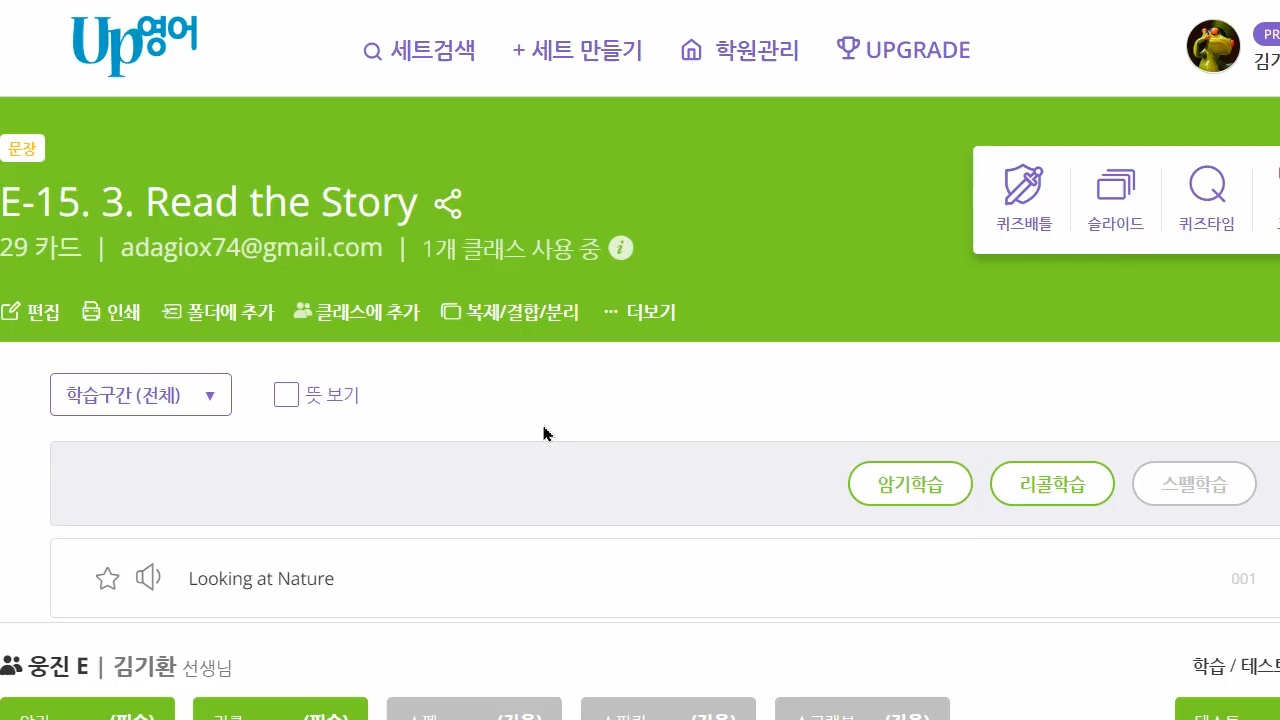 Up영어
세트검색
+ 세트 만들기
학원관리
UPGRADE
PR
김기
문장
E-15. 3. Read the Story
29 카드 | adagiox74@gmail.com | 1개 클래스 사용 중
퀴즈배틀
슬라이드
퀴즈타임
편집
인쇄
폴더에 추가
클래스에 추가
복제/결합/분리
더보기
학습구간 (전체) ▼
뜻 보기
암기학습
리콜학습
스펠학습
Looking at Nature
001
웅진 E | 김기환 선생님
학습 / 테스트